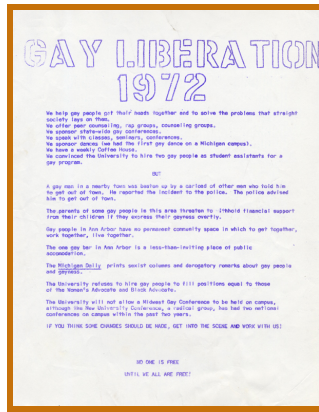 GAY LIBERATION
1972
We help gay people get their heads together and to solve the problems that straight
society lays on them.
We offer peer counseling, rap groups, counseling groups.
We speak with classes, seminars, conferences.
We sponsor state-wide gay conferences.
We sponsor dances (we had the first gay dance on a Michigan campus).
We have a weekly Coffee House.
We convinced the University to hire two gay people as student assistants for a
gay program.
BUT
A gay man in a nearby town was beaten up by a carload of other men who told him
to get out of town. He reported the incident to the police. The police advised
him to get out of town.
The parents of some gay people in this area threaten to withhold financial support
from their children if they express their gayness overtly.
Gay people in Ann Arbor have no permanent community space in which to get together,
work together, live together.
The one gay bar in Ann Arbor is a less-than-inviting place of public
accomodation.
The Michigan Daily prints sexist columns and derogatory remarks about gay people
and gayness.
The University refuses to hire gay people to fill positions equal to those
of the Women's Advocate and Black Advocate.
The University will not allow a Midwest Gay Conference to be held on campus,
although the New University Conference, a radical group, has had two national
conferences on campus within the past two years.
IF YOU THINK SOME CHANGES SHOULD BE MADE, GET INTO THE SCENE AND WORK WITH US!
NO ONE IS FREE
UNTIL WE ALL ARE FREE!